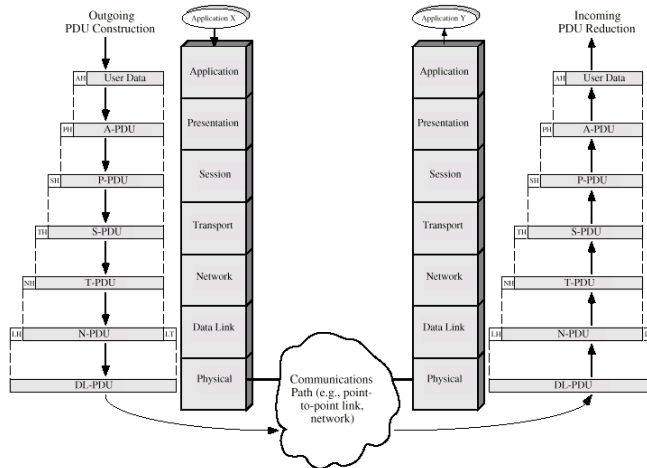 Outgoing
PDU Construction
Application X
Application Y
Incoming
PDU Reduction
AH User Data
Application
Application
AH User Data
PH A-PDU
Presentation
Presentation
PH A-PDU
SH P-PDU
Session
Session
SH P-PDU
TH S-PDU
Transport
Transport
TH S-PDU
NH T-PDU
Network
Network
NH T-PDU
LH N-PDU LT
Data Link
Data Link
LH N-PDU
DL-PDU
Physical
Communications
Path (e.g., point-
to-point link,
network)
Physical
DL-PDU